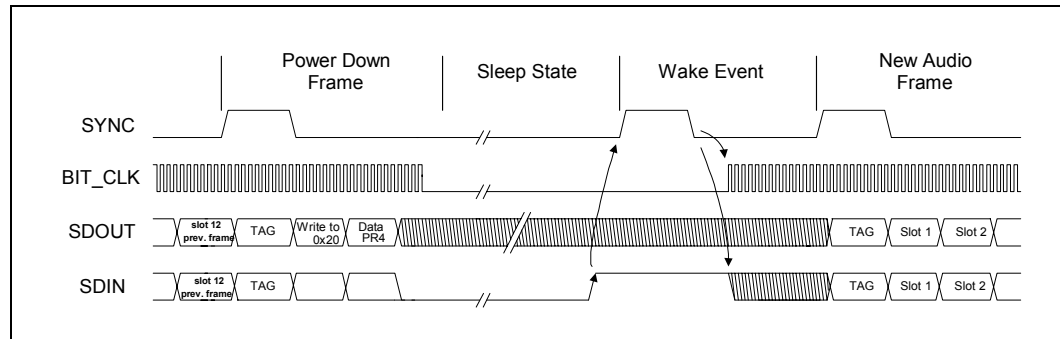 Power Down
Frame
Sleep State
Wake Event
New Audio
Frame
SYNC
BIT_CLK
SDOUT
slot 12
prev. frame
TAG
Write to
0x20
Data
PR4
TAG
Slot 1
Slot 2
SDIN
slot 12
prev. frame
TAG
TAG
Slot 1
Slot 2